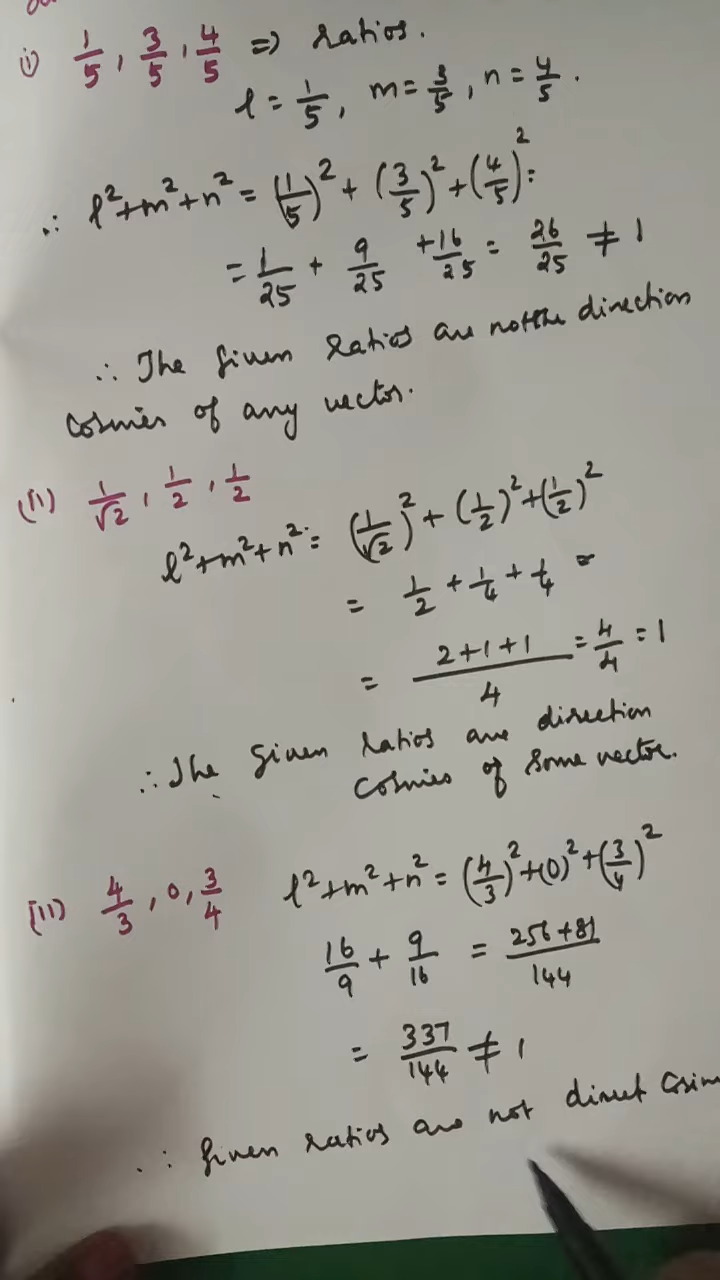 (i) 1/5, 3/5, 4/5 => ratios.
l = 1/5, m = 3/5, n = 4/5.
∴ l²+m²+n² = (1/5)² + (3/5)² + (4/5)² =
= 1/25 + 9/25 + 16/25 = 26/25 ≠ 1
∴ The given ratios are not the direction
cosines of any vector.
(ii) 1/√2, 1/2, 1/2
l²+m²+n² = (1/√2)² + (1/2)² + (1/2)²
= 1/2 + 1/4 + 1/4 =
= (2+1+1)/4 = 4/4 = 1
∴ The given ratios are direction
cosines of some vector.
(iii) 4/3, 0, 3/4 l²+m²+n² = (4/3)² + (0)² + (3/4)²
16/9 + 9/16 = (256+81)/144
= 337/144 ≠ 1
∴ given ratios are not direct